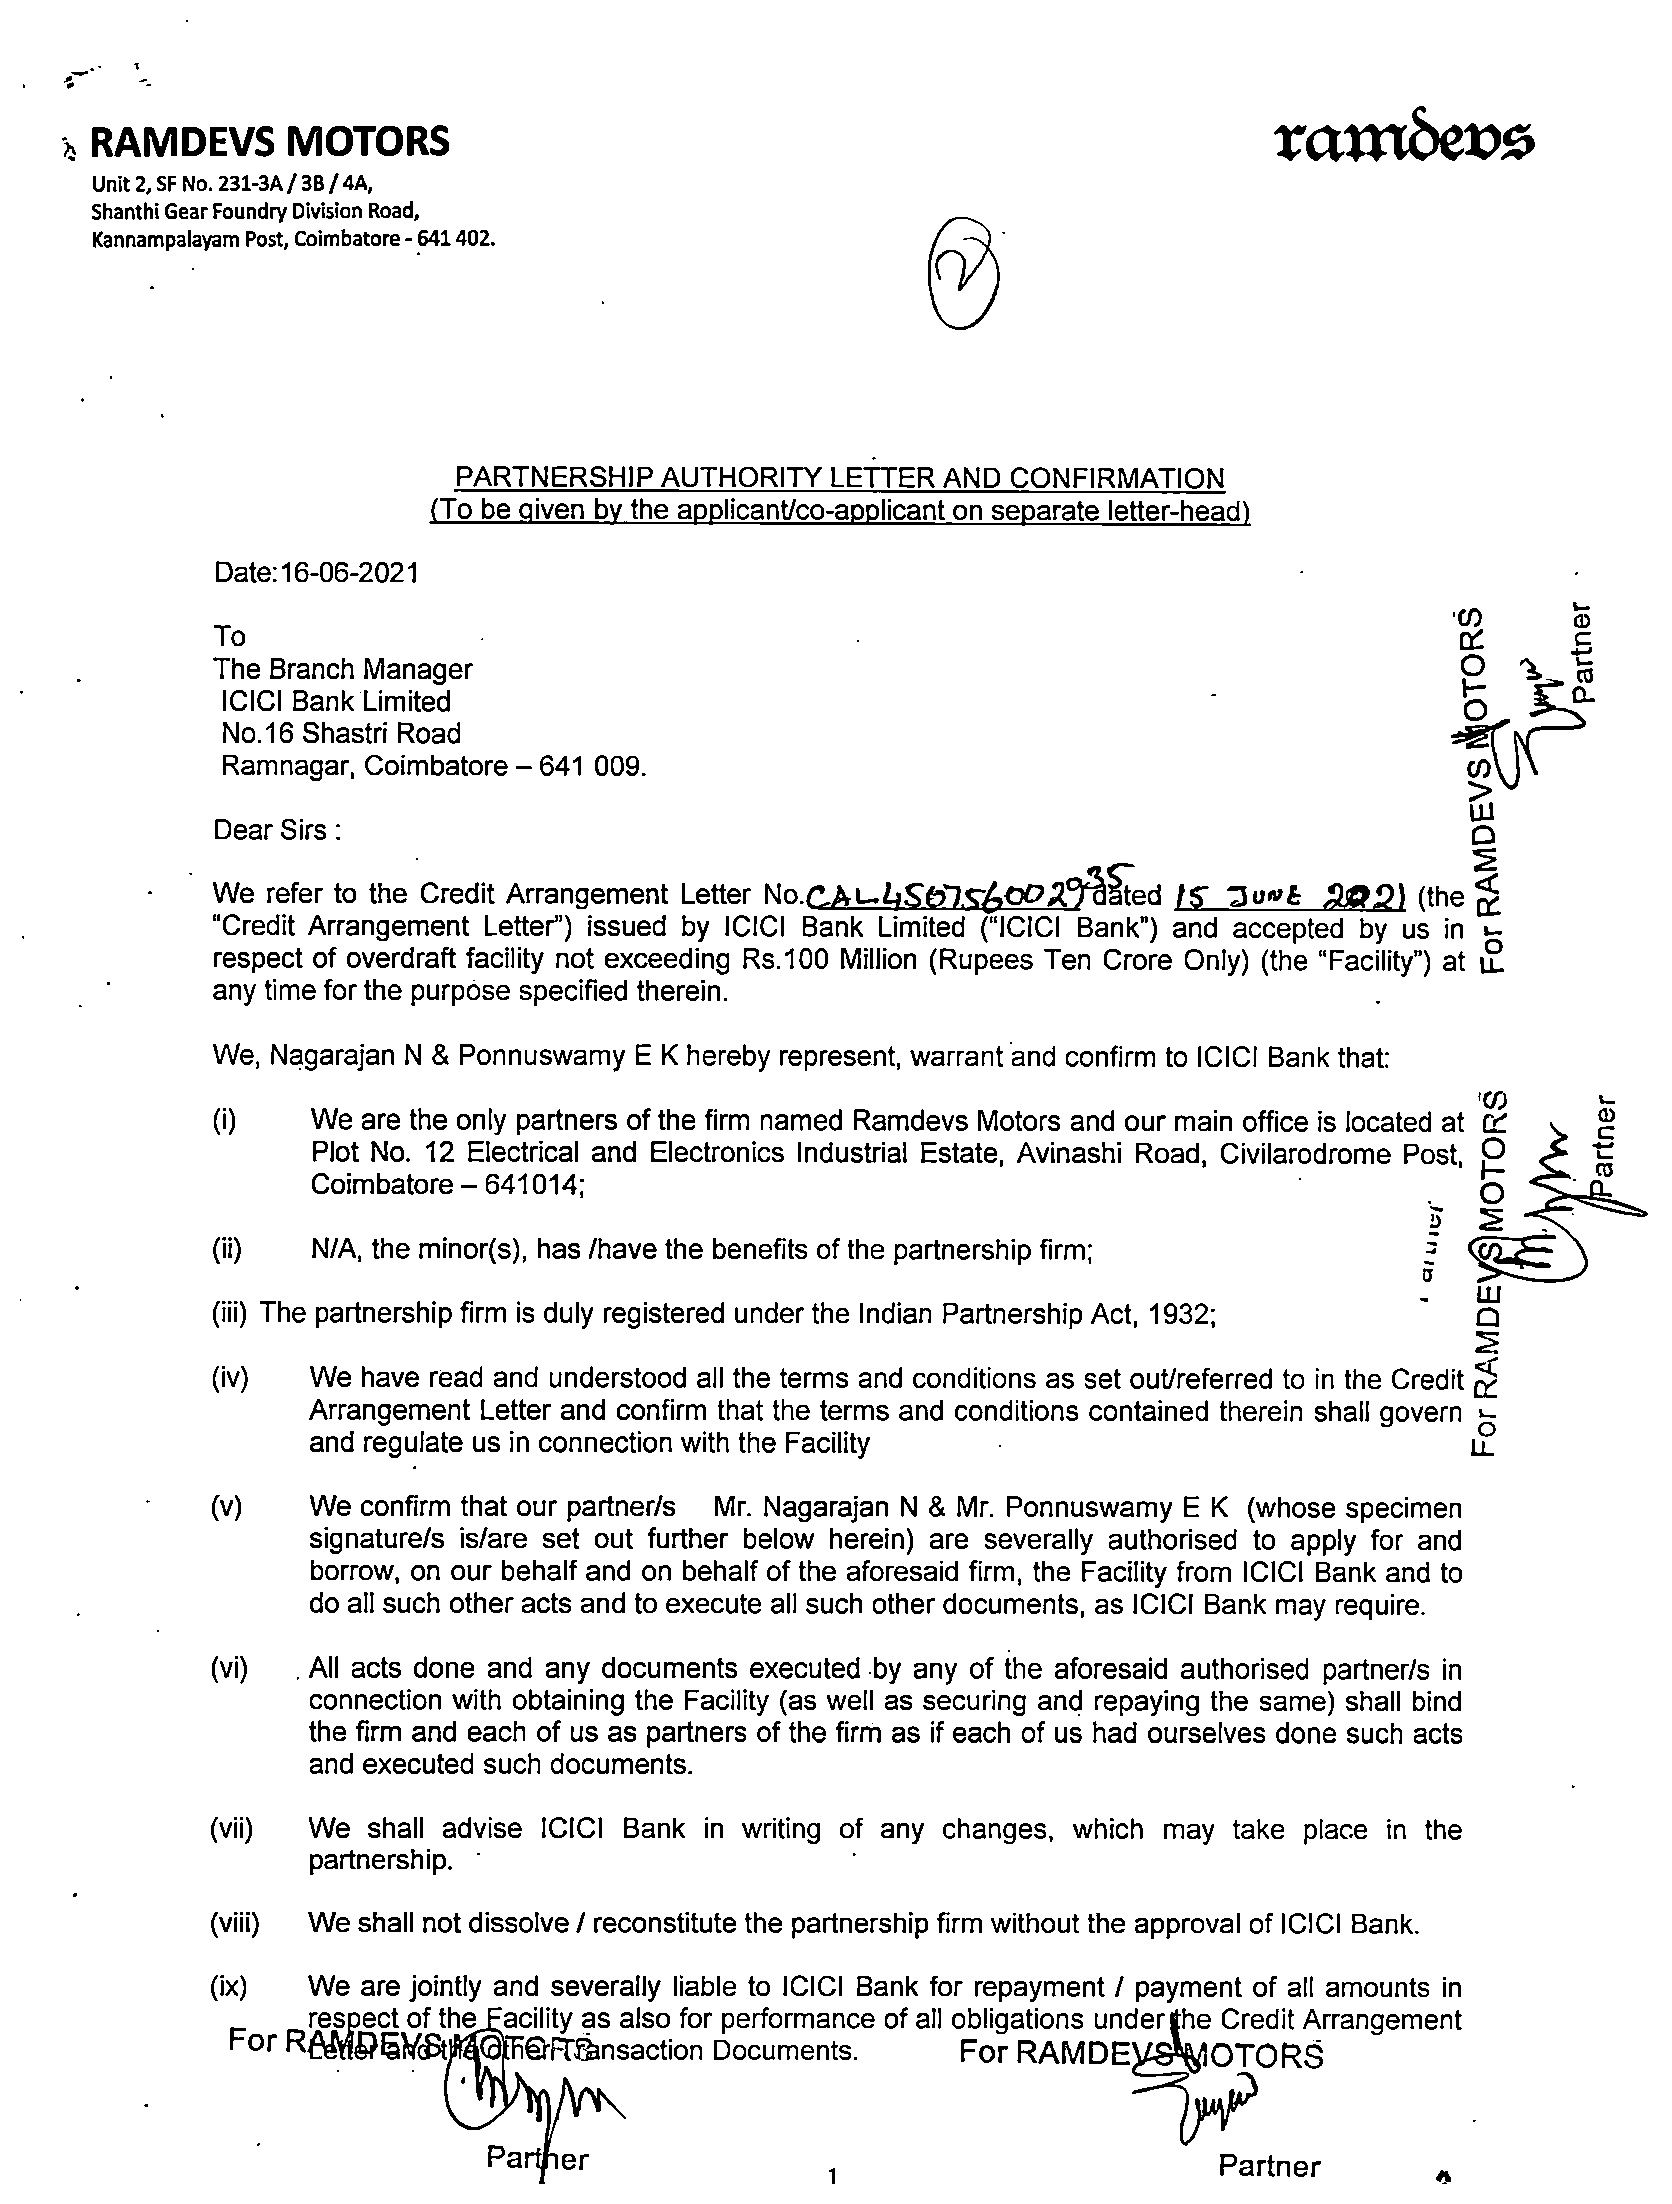 RAMDEVS MOTORS
ramdevs
Unit 2, SF No. 231-3A / 3B / 4A,
Shanthi Gear Foundry Division Road,
Kannampalayam Post, Coimbatore - 641 402.
2
PARTNERSHIP AUTHORITY LETTER AND CONFIRMATION
(To be given by the applicant/co-applicant on separate letter-head)
Date:16-06-2021
To
The Branch Manager
ICICI Bank Limited
No.16 Shastri Road
Ramnagar, Coimbatore – 641 009.
Dear Sirs :
We refer to the Credit Arrangement Letter No. dated 15 JUNE 2021 (the
"Credit Arrangement Letter") issued by ICICI Bank Limited ("ICICI Bank") and accepted by us in
respect of overdraft facility not exceeding Rs.100 Million (Rupees Ten Crore Only) (the “Facility”) at
any time for the purpose specified therein.
We, Nagarajan N & Ponnuswamy E K hereby represent, warrant and confirm to ICICI Bank that:
(i) We are the only partners of the firm named Ramdevs Motors and our main office is located at
Plot No. 12 Electrical and Electronics Industrial Estate, Avinashi Road, Civilarodrome Post,
Coimbatore – 641014;
(ii) N/A, the minor(s), has /have the benefits of the partnership firm;
(iii) The partnership firm is duly registered under the Indian Partnership Act, 1932;
(iv) We have read and understood all the terms and conditions as set out/referred to in the Credit
Arrangement Letter and confirm that the terms and conditions contained therein shall govern
and regulate us in connection with the Facility
(v) We confirm that our partner/s Mr. Nagarajan N & Mr. Ponnuswamy E K (whose specimen
signature/s is/are set out further below herein) are severally authorised to apply for and
borrow, on our behalf and on behalf of the aforesaid firm, the Facility from ICICI Bank and to
do all such other acts and to execute all such other documents, as ICICI Bank may require.
(vi) All acts done and any documents executed by any of the aforesaid authorised partner/s in
connection with obtaining the Facility (as well as securing and repaying the same) shall bind
the firm and each of us as partners of the firm as if each of us had ourselves done such acts
and executed such documents.
(vii) We shall advise ICICI Bank in writing of any changes, which may take place in the
partnership.
(viii) We shall not dissolve / reconstitute the partnership firm without the approval of ICICI Bank.
(ix) We are jointly and severally liable to ICICI Bank for repayment / payment of all amounts in
respect of the Facility as also for performance of all obligations under the Credit Arrangement
Letter and the other Transaction Documents.
For RAMDEVS MOTORS
Partner
For RAMDEVS MOTORS
Partner
For RAMDEVS MOTORS
Partner
For RAMDEVS MOTORS
Partner
1